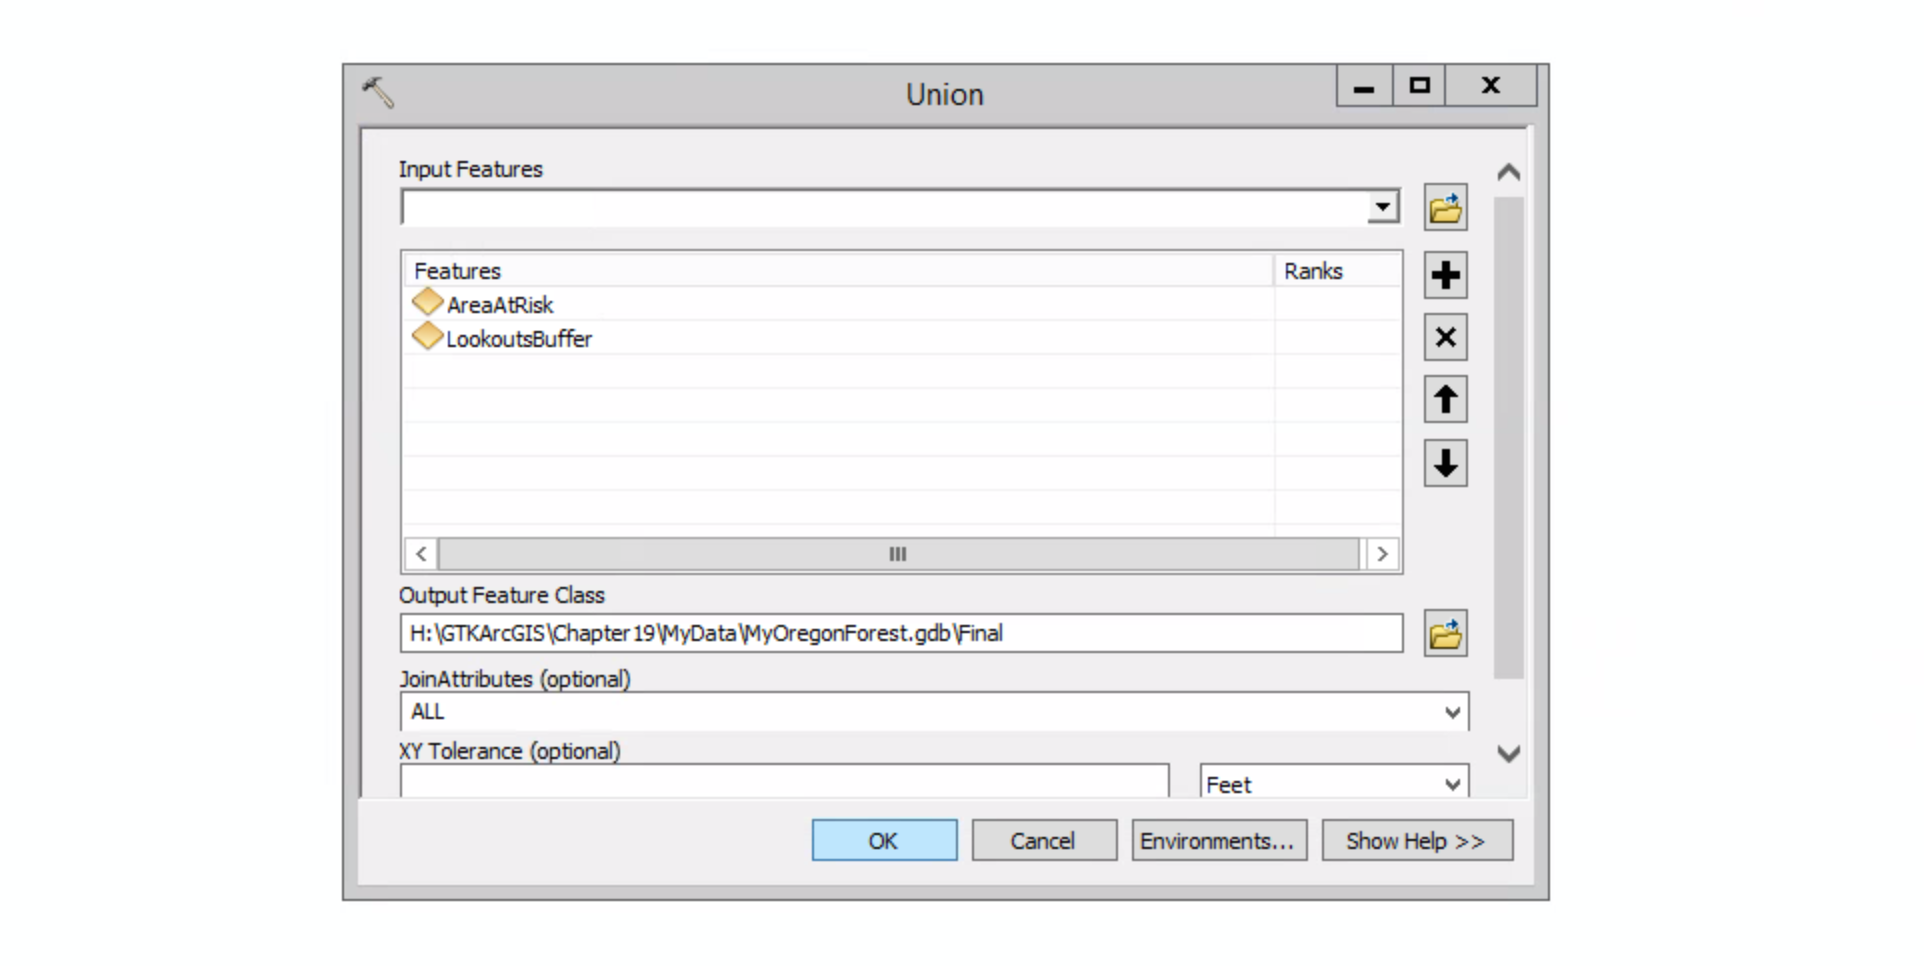 Union
Input Features
Features Ranks
AreaAtRisk
LookoutsBuffer
Output Feature Class
H:\GTKArcGIS\Chapter19\MyData\MyOregonForest.gdb\Final
JoinAttributes (optional)
ALL
XY Tolerance (optional)
Feet
OK Cancel Environments... Show Help >>